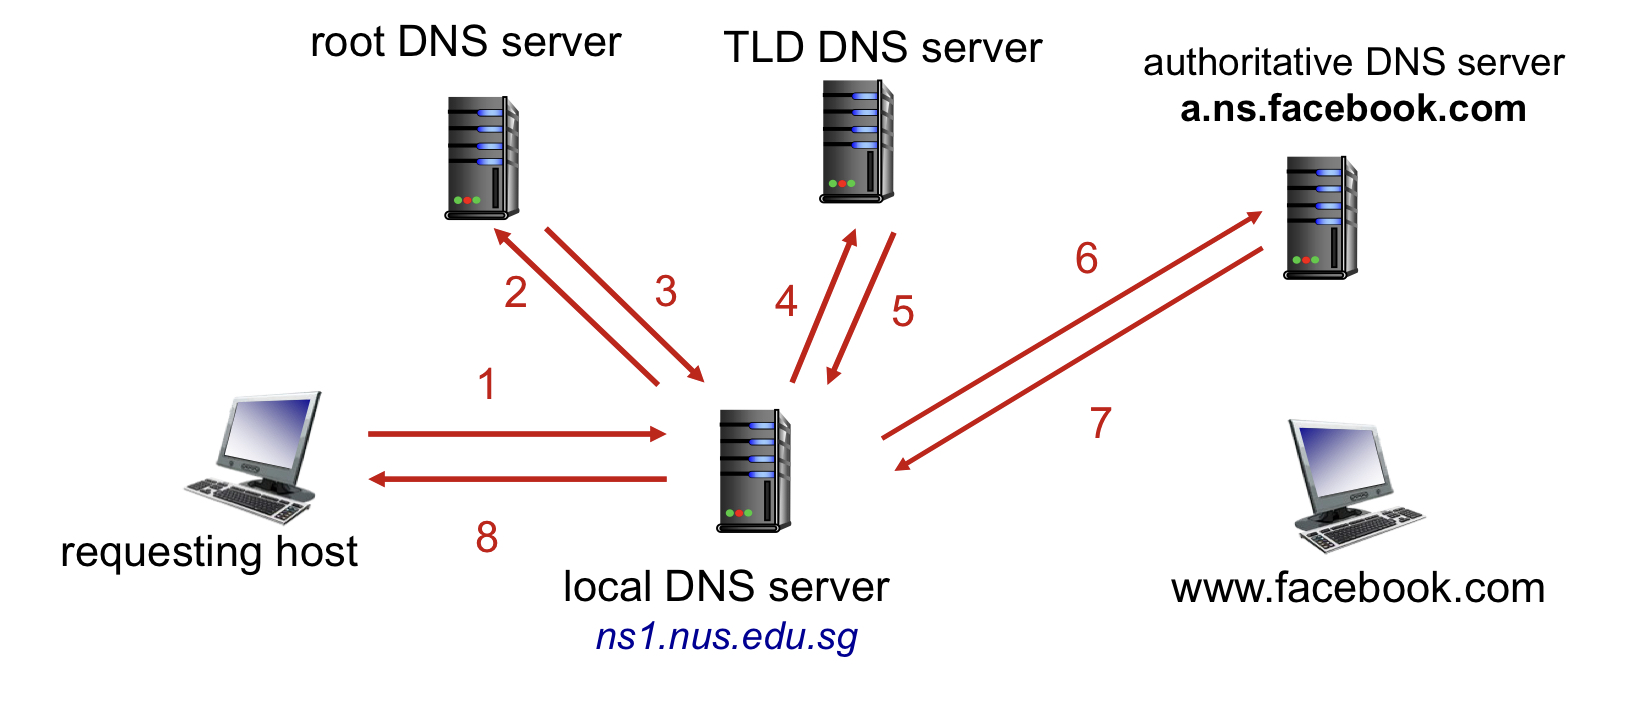 root DNS server
TLD DNS server
authoritative DNS server
a.ns.facebook.com
6
2
3
4
5
1
7
8
requesting host
local DNS server
ns1.nus.edu.sg
www.facebook.com